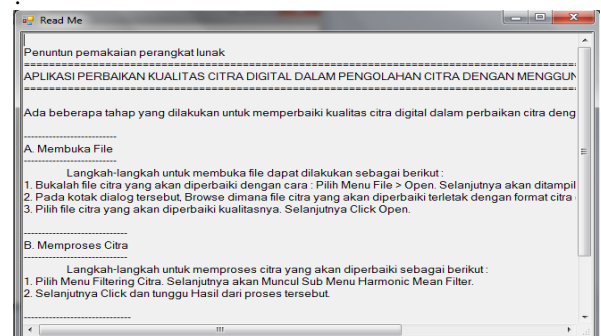 Read Me
Penuntun pemakaian perangkat lunak
==========================================================
APLIKASI PERBAIKAN KUALITAS CITRA DIGITAL DALAM PENGOLAHAN CITRA DENGAN
==========================================================
Ada beberapa tahap yang dilakukan untuk memperbaiki kualitas citra digital dalam perbaikan citra
--------------------------
A. Membuka File
--------------------------
Langkah-langkah untuk membuka file dapat dilakukan sebagai berikut :
1. Bukalah file citra yang akan diperbaiki dengan cara : Pilih Menu File > Open. Selanjutnya akan
2. Pada kotak dialog tersebut, Browse dimana file citra yang akan diperbaiki terletak dengan format citra
3. Pilih file citra yang akan diperbaiki kualitasnya. Selanjutnya Click Open.
-----------------------------
B. Memproses Citra
-----------------------------
Langkah-langkah untuk memproses citra yang akan diperbaiki sebagai berikut :
1. Pilih Menu Filtering Citra. Selanjutnya akan Muncul Sub Menu Harmonic Mean Filter.
2. Selanjutnya Click dan tunggu Hasil dari proses tersebut.
------------------------------